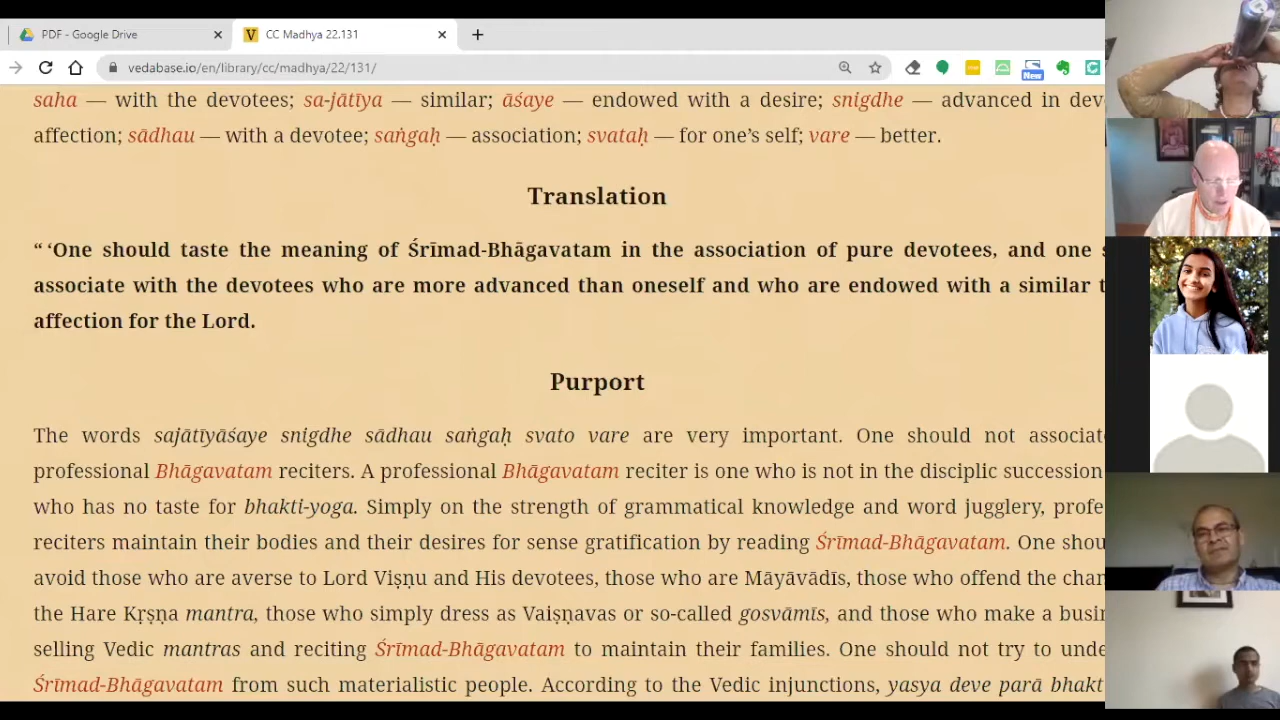 PDF - Google Drive
CC Madhya 22.131
vedabase.io/en/library/cc/madhya/22/131/
New
saha — with the devotees; sa-jātīya — similar; āśaye — endowed with a desire; snigdhe — advanced in
affection; sādhau — with a devotee; saṅgaḥ — association; svataḥ — for one's self; vare — better.
Translation
“ ‘One should taste the meaning of Śrīmad-Bhāgavatam in the association of pure devotees, and one
associate with the devotees who are more advanced than oneself and who are endowed with a similar
affection for the Lord.
Purport
The words sajātīyāśaye snigdhe sādhau saṅgaḥ svato vare are very important. One should not
professional Bhāgavatam reciters. A professional Bhāgavatam reciter is one who is not in the disciplic succession
who has no taste for bhakti-yoga. Simply on the strength of grammatical knowledge and word jugglery,
reciters maintain their bodies and their desires for sense gratification by reading Śrīmad-Bhāgavatam. One
avoid those who are averse to Lord Viṣṇu and His devotees, those who are Māyāvādīs, those who offend the
the Hare Kṛṣṇa mantra, those who simply dress as Vaiṣṇavas or so-called gosvāmīs, and those who make a
selling Vedic mantras and reciting Śrīmad-Bhāgavatam to maintain their families. One should not try to
Śrīmad-Bhāgavatam from such materialistic people. According to the Vedic injunctions, yasya deve parā